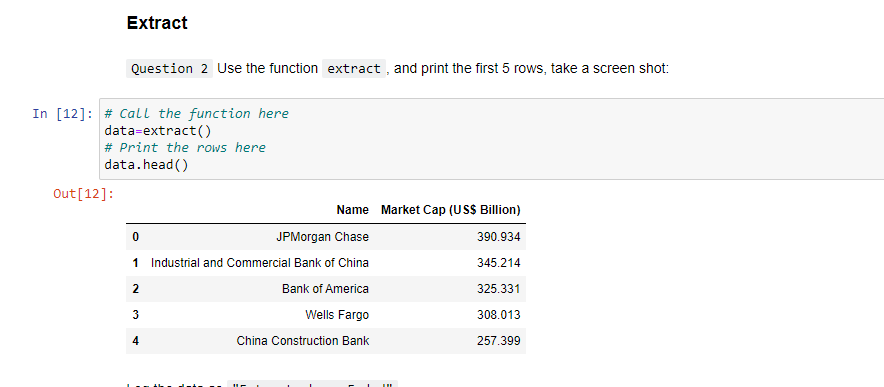 Extract
Question 2 Use the function extract , and print the first 5 rows, take a screen shot:
In [12]: # Call the function here
data=extract()
# Print the rows here
data.head()
Out[12]:
Name Market Cap (US$ Billion)
0 JPMorgan Chase 390.934
1 Industrial and Commercial Bank of China 345.214
2 Bank of America 325.331
3 Wells Fargo 308.013
4 China Construction Bank 257.399